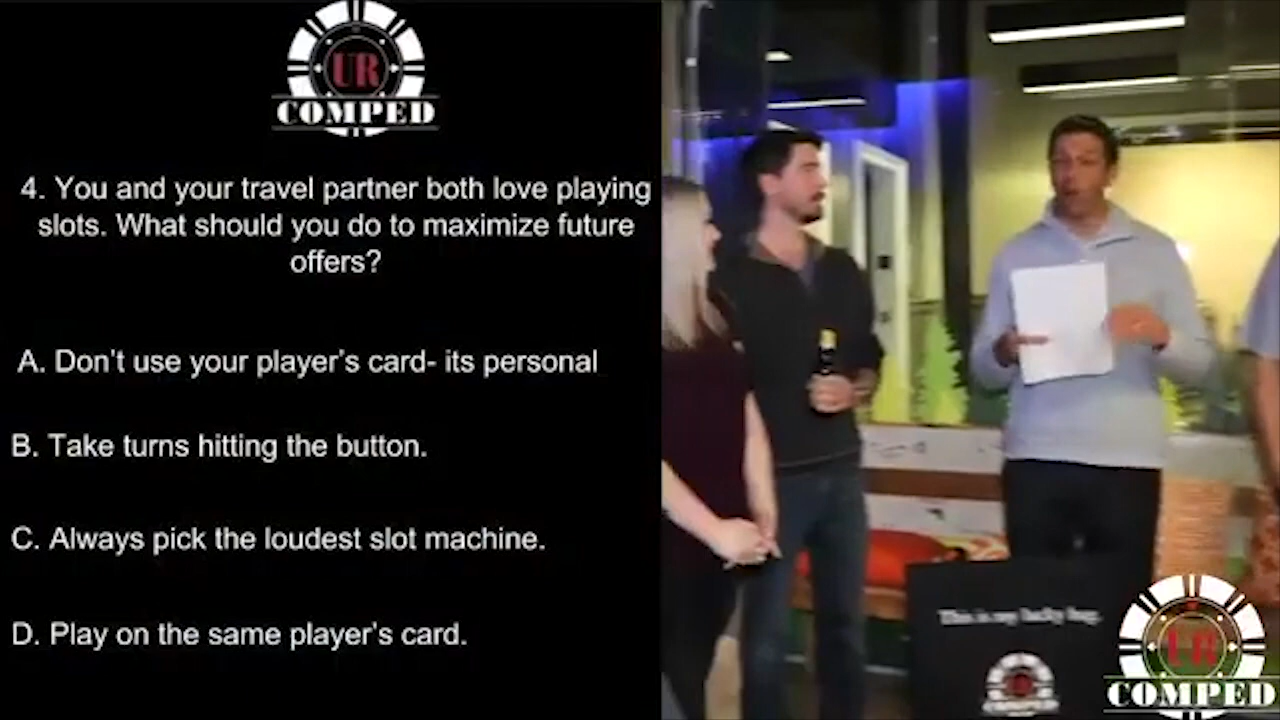 UR
COMPED
4. You and your travel partner both love playing
slots. What should you do to maximize future
offers?
A. Don't use your player's card- its personal
B. Take turns hitting the button.
C. Always pick the loudest slot machine.
D. Play on the same player's card.
This is my lucky bag.
UR
COMPED
UR
COMPED